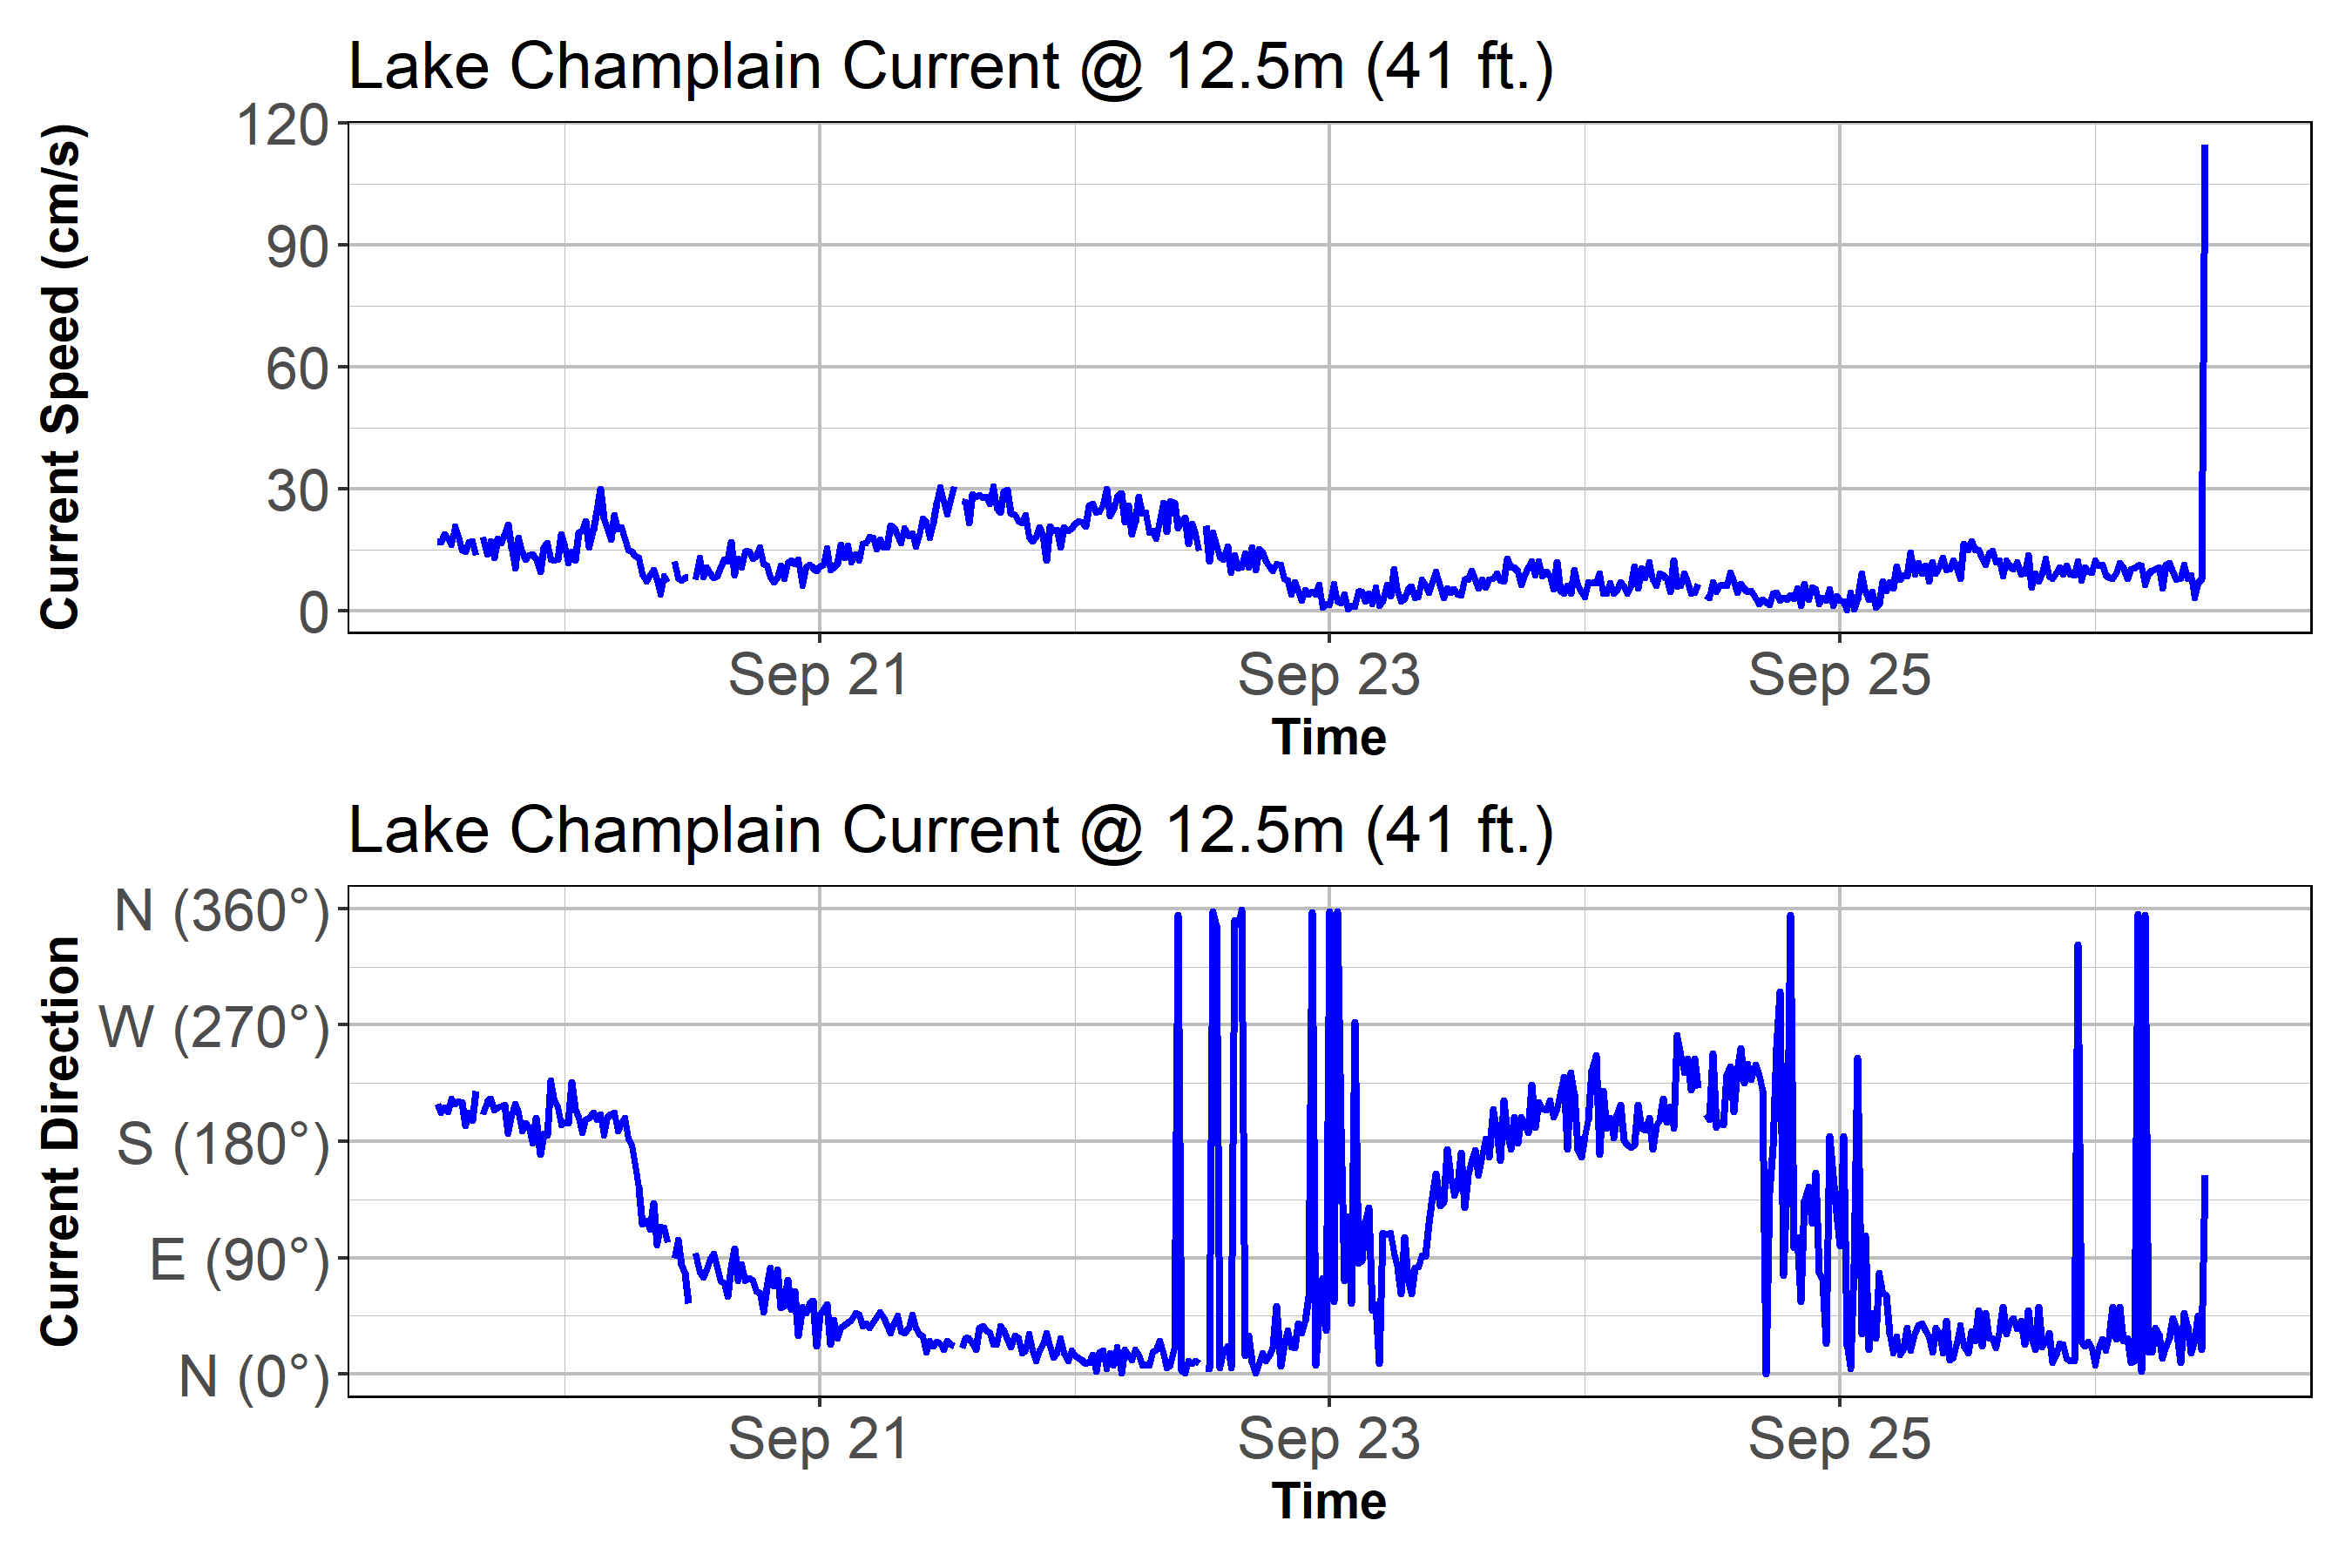 Lake Champlain Current @ 12.5m (41 ft.)
Current Speed (cm/s)
120
90
60
30
0
Sep 21 Sep 23 Sep 25
Time
Lake Champlain Current @ 12.5m (41 ft.)
Current Direction
N (360°)
W (270°)
S (180°)
E (90°)
N (0°)
Sep 21 Sep 23 Sep 25
Time